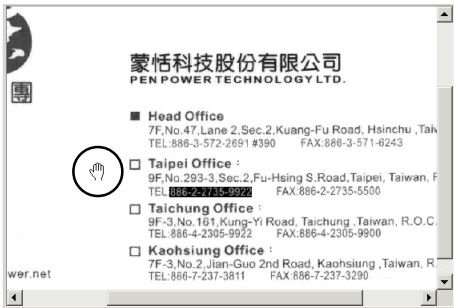 團
蒙恬科技股份有限公司
PENPOWER TECHNOLOGY LTD.
Head Office
7F,No.47,Lane 2,Sec.2,Kuang-Fu Road, Hsinchu ,Taiw
TEL:886-3-572-2691 #390 FAX:886-3-571-6243
Taipei Office :
9F,No.293-3,Sec.2,Fu-Hsing S.Road,Taipei, Taiwan, F
TEL:886-2-2735-9922 FAX:886-2-2735-5500
Taichung Office :
9F-3,No.161,Kung-Yi Road, Taichung ,Taiwan, R.O.C.
TEL:886-4-2305-9922 FAX:886-4-2305-9900
Kaohsiung Office :
7F-3,No.2,Jian-Guo 2nd Road, Kaohsiung ,Taiwan, R.
wer.net
TEL:886-7-237-3811 FAX:886-7-237-3290